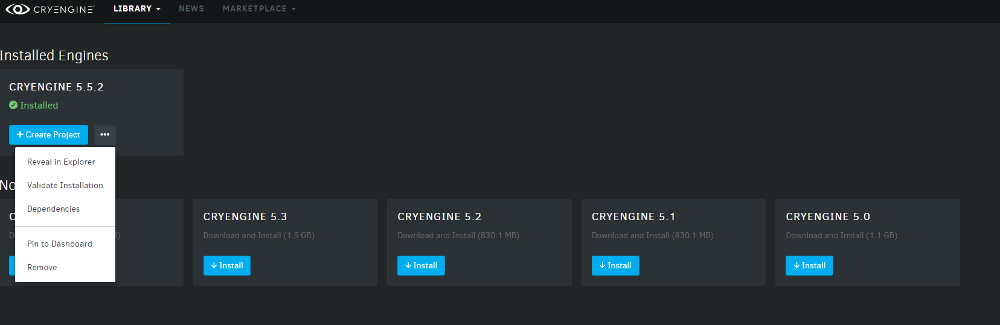 CRYENGINE® LIBRARY NEWS MARKETPLACE
Installed Engines
CRYENGINE 5.5.2
Installed
+ Create Project •••
Reveal in Explorer
Validate Installation
Dependencies
Pin to Dashboard
Remove
CRYENGINE 5.3
Download and Install (1.5 GB)
Install
CRYENGINE 5.2
Download and Install (830.1 MB)
Install
CRYENGINE 5.1
Download and Install (830.1 MB)
Install
CRYENGINE 5.0
Download and Install (1.1 GB)
Install